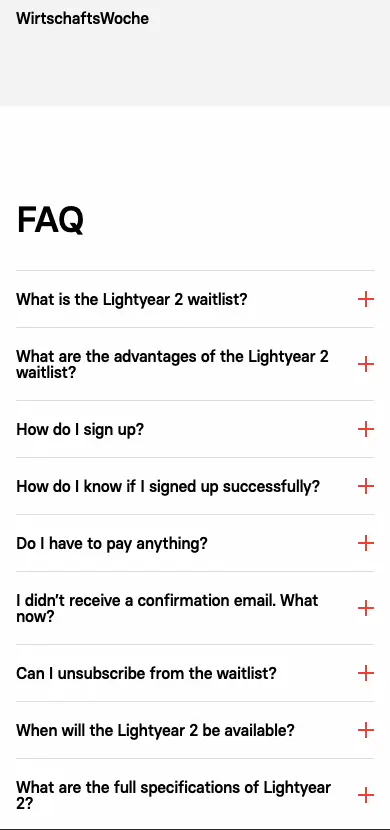 WirtschaftsWoche
FAQ
What is the Lightyear 2 waitlist?
What are the advantages of the Lightyear 2
waitlist?
How do I sign up?
How do I know if I signed up successfully?
Do I have to pay anything?
I didn't receive a confirmation email. What
now?
Can I unsubscribe from the waitlist?
When will the Lightyear 2 be available?
What are the full specifications of Lightyear
2?